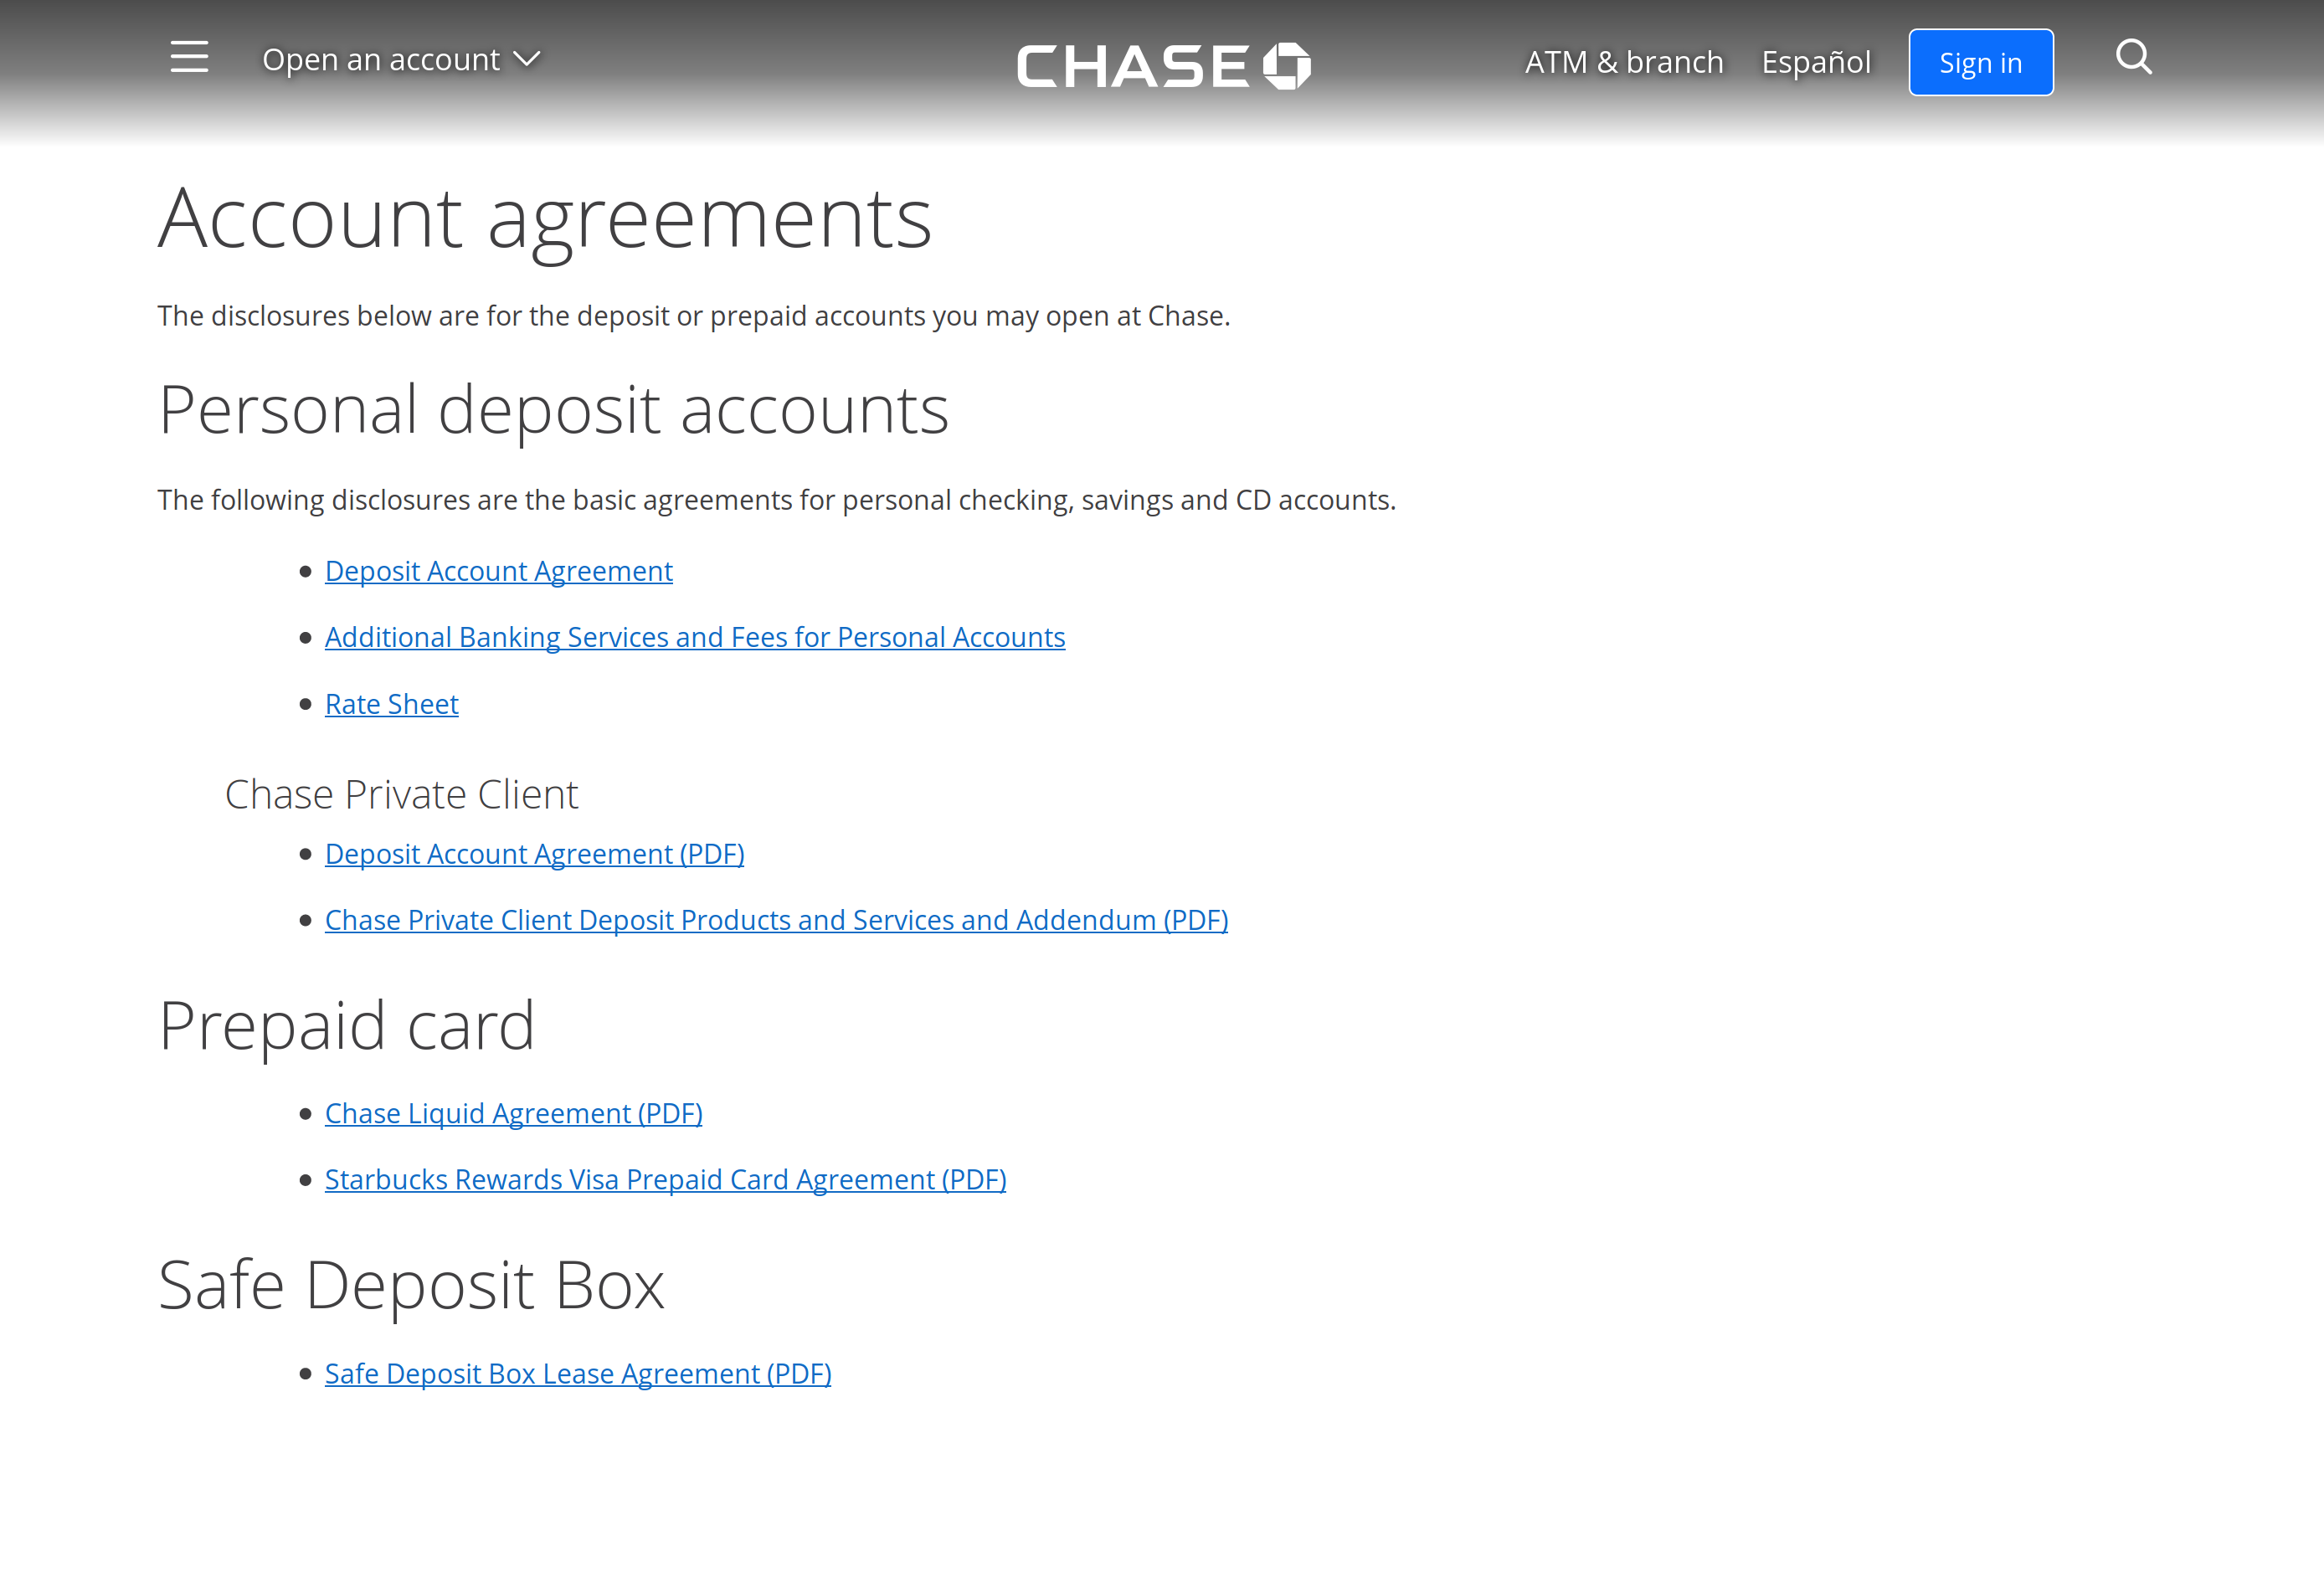 Open an account
CHASE
ATM & branch
Español
Sign in
Account agreements
The disclosures below are for the deposit or prepaid accounts you may open at Chase.
Personal deposit accounts
The following disclosures are the basic agreements for personal checking, savings and CD accounts.
Deposit Account Agreement
Additional Banking Services and Fees for Personal Accounts
Rate Sheet
Chase Private Client
Deposit Account Agreement (PDF)
Chase Private Client Deposit Products and Services and Addendum (PDF)
Prepaid card
Chase Liquid Agreement (PDF)
Starbucks Rewards Visa Prepaid Card Agreement (PDF)
Safe Deposit Box
Safe Deposit Box Lease Agreement (PDF)